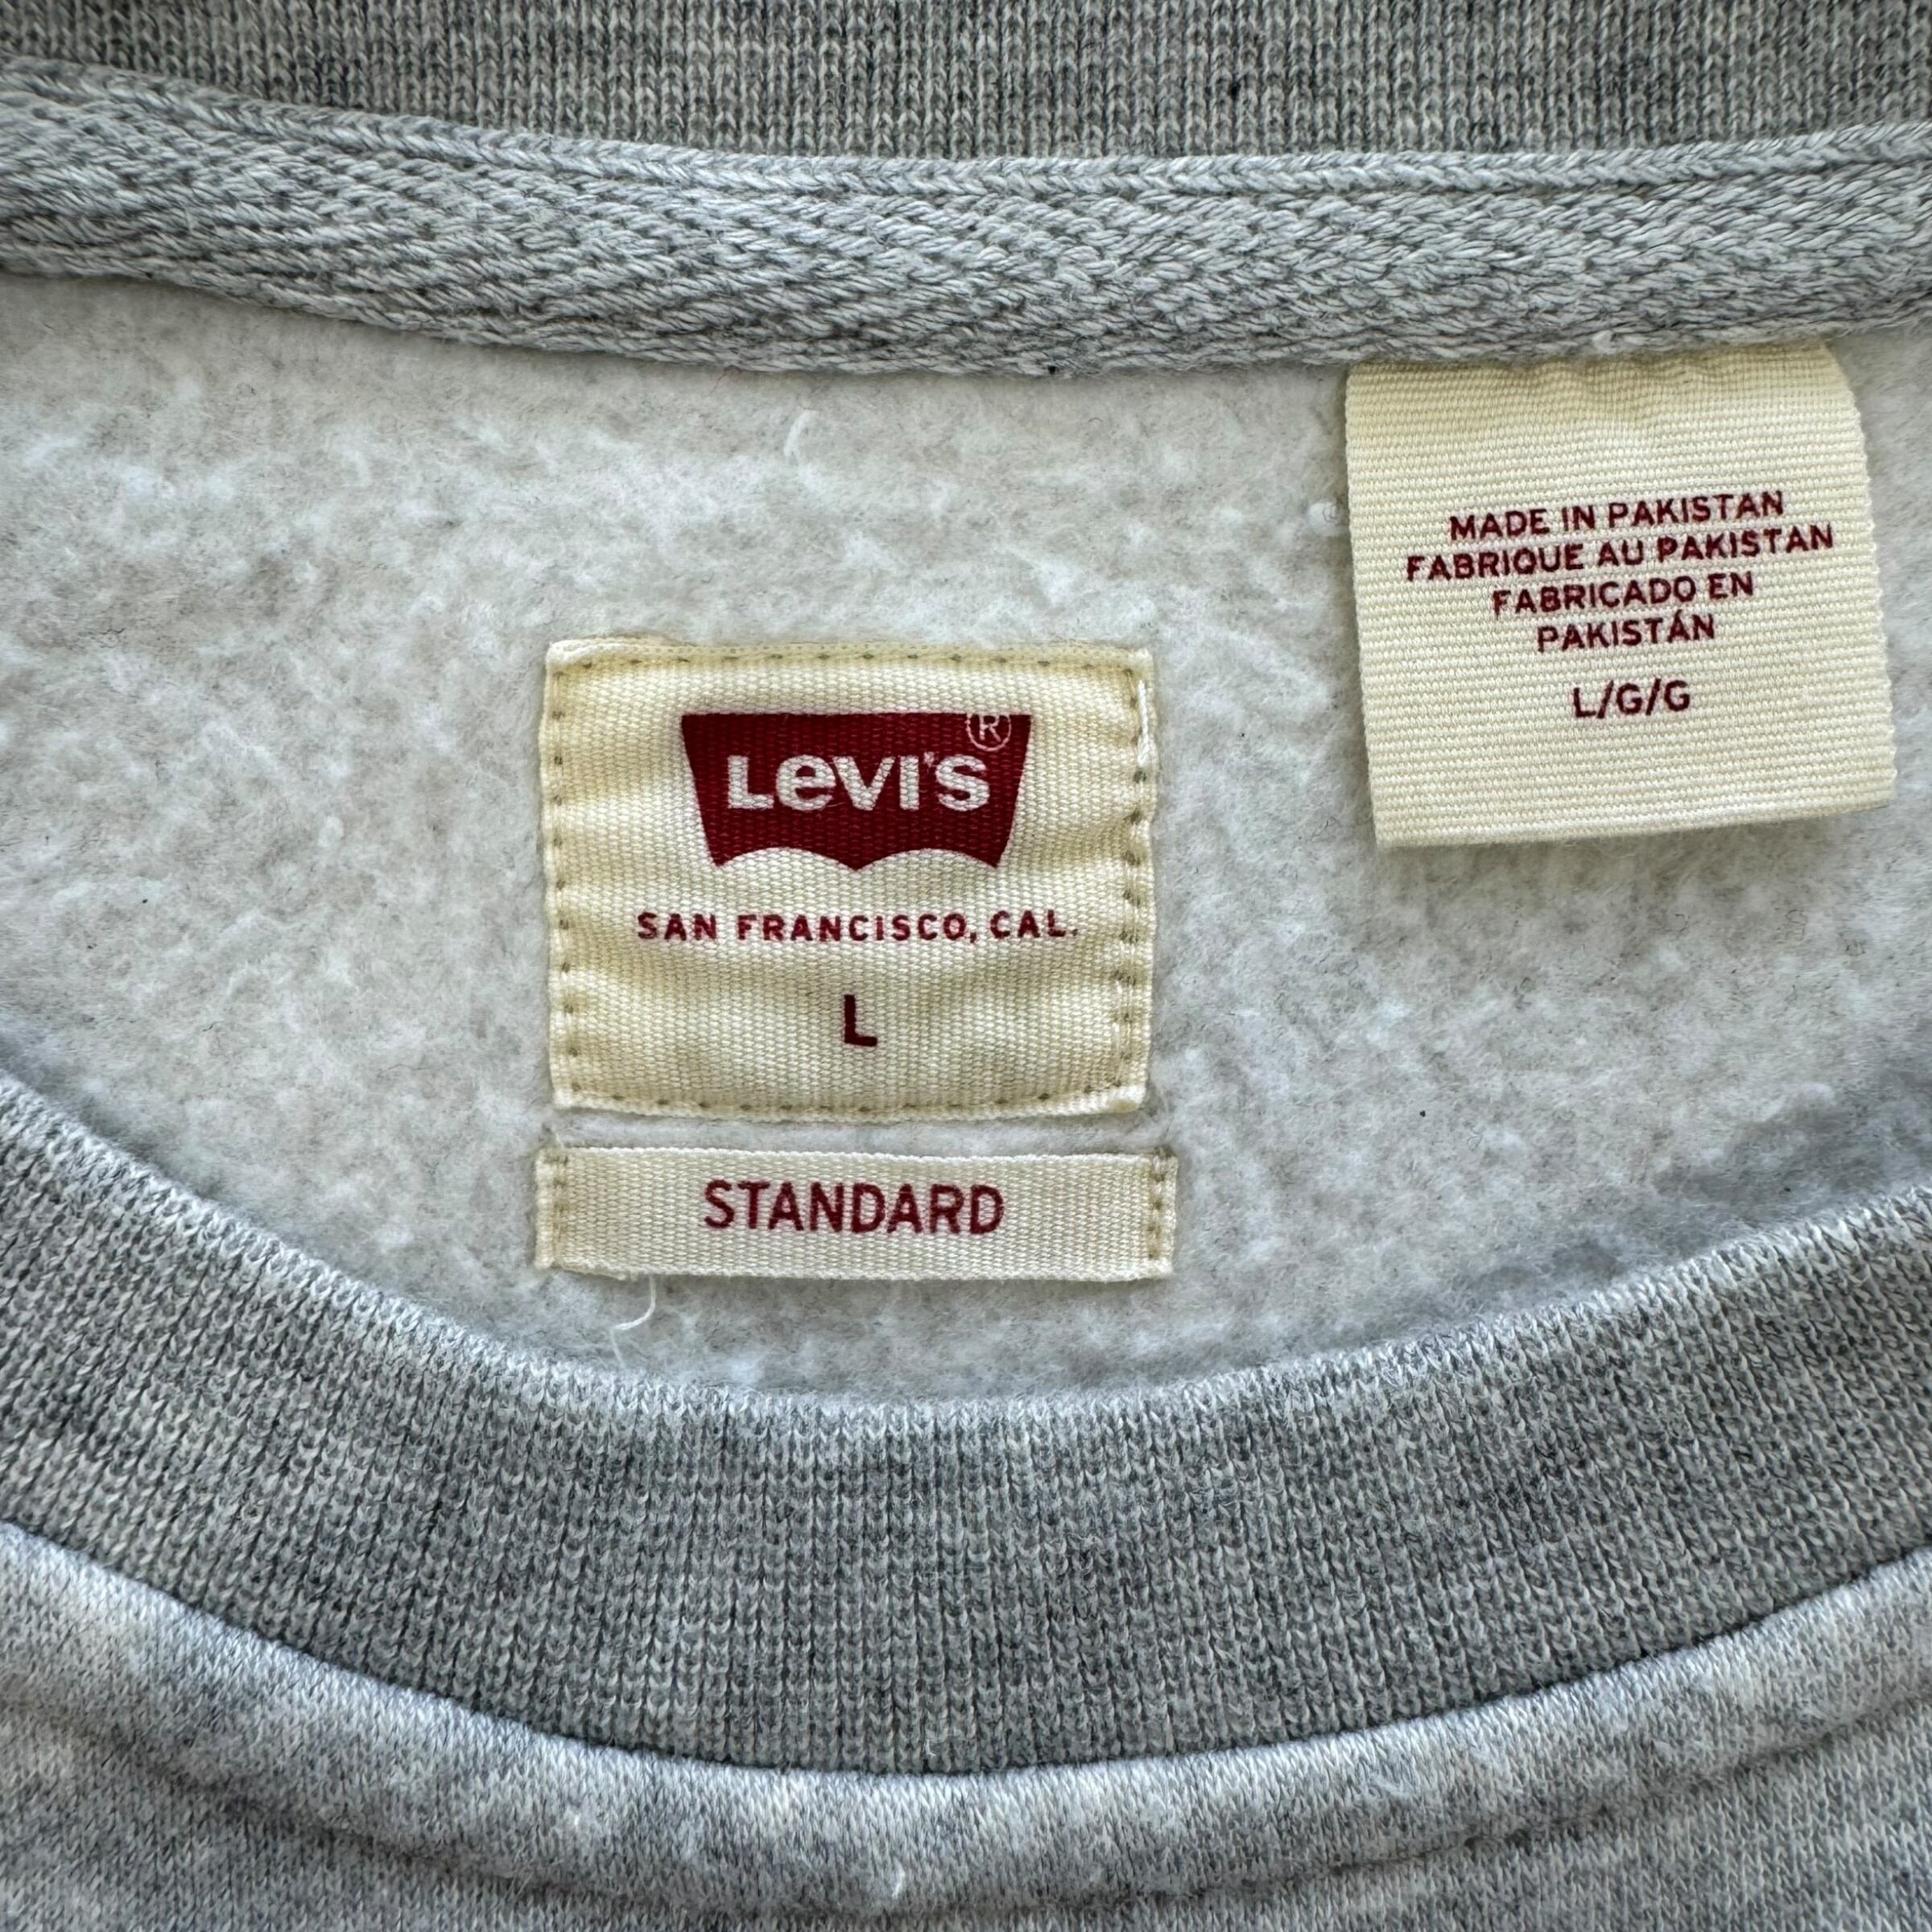 MADE IN PAKISTAN
FABRIQUE AU PAKISTAN
FABRICADO EN
PAKISTÁN
L/G/G
LEVI'S®
SAN FRANCISCO, CAL.
L
STANDARD